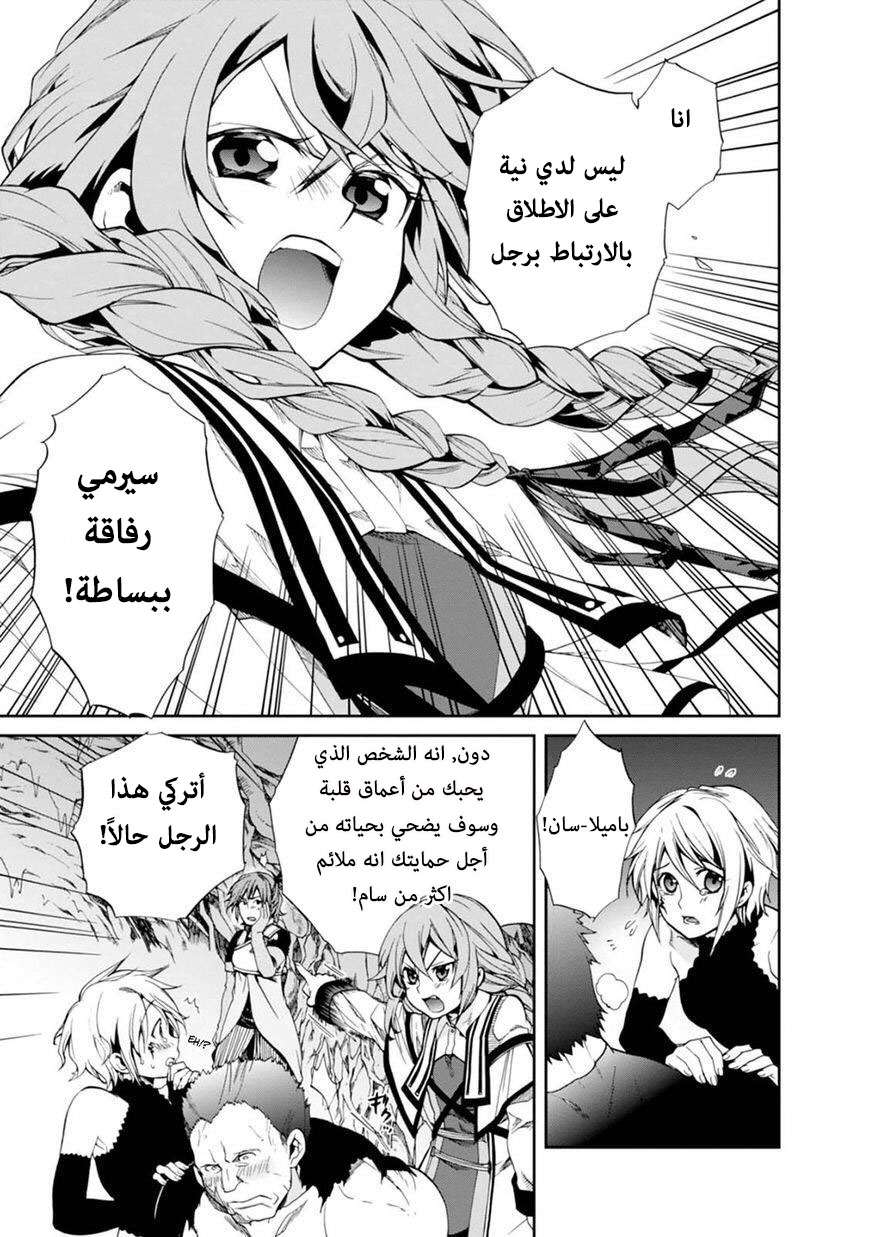 انا
ليس لدي نية
على الاطلاق
بالارتباط برجل
سيرمي
رفاقة
ببساطة!
باميلا-سان!
دون, انه الشخص الذي
يحبك من أعماق قلبة
وسوف يضحي بحياته من
أجل حمايتك انه ملائم
اكثر من سام!
أتركي هذا
الرجل حالاً!
EH!?